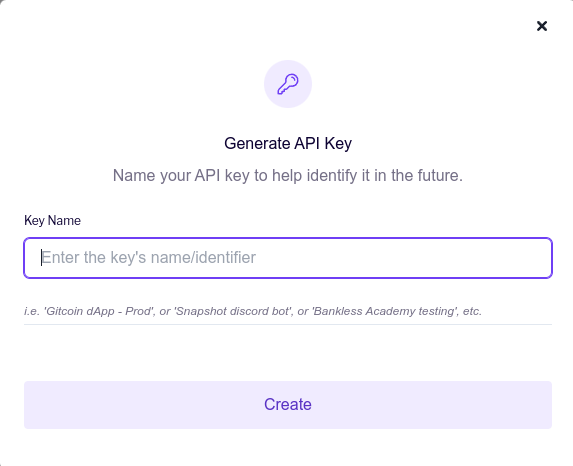 Generate API Key
Name your API key to help identify it in the future.
Key Name
Enter the key's name/identifier
i.e. 'Gitcoin dApp - Prod', or 'Snapshot discord bot', or 'Bankless Academy testing', etc.
Create